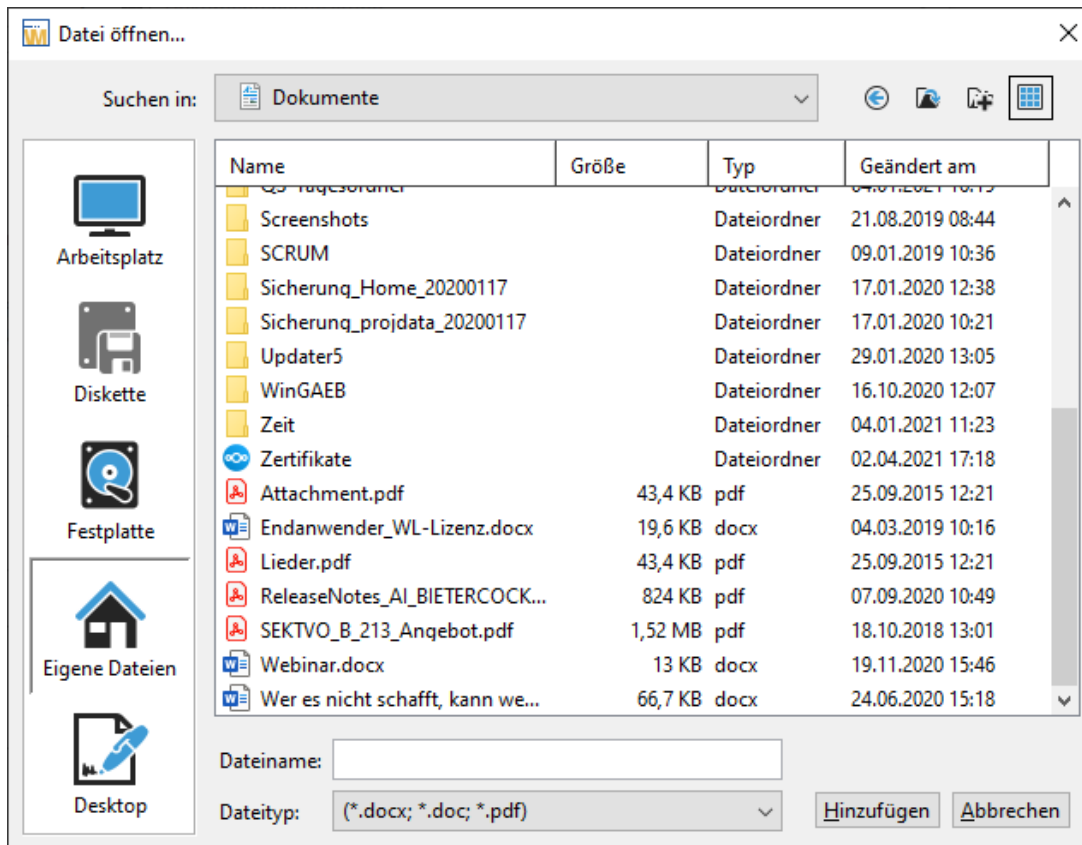 Datei öffnen...
Suchen in: Dokumente
Name Größe Typ Geändert am
Screenshots Dateiordner 21.08.2019 08:44
SCRUM Dateiordner 09.01.2019 10:36
Sicherung_Home_20200117 Dateiordner 17.01.2020 12:38
Sicherung_projdata_20200117 Dateiordner 17.01.2020 10:21
Updater5 Dateiordner 29.01.2020 13:05
WinGAEB Dateiordner 16.10.2020 12:07
Zeit Dateiordner 04.01.2021 11:23
Zertifikate Dateiordner 02.04.2021 17:18
Attachment.pdf 43,4 KB pdf 25.09.2015 12:21
Endanwender_WL-Lizenz.docx 19,6 KB docx 04.03.2019 10:16
Lieder.pdf 43,4 KB pdf 25.09.2015 12:21
ReleaseNotes_AI_BIETERCOCK... 824 KB pdf 07.09.2020 10:49
SEKTVO_B_213_Angebot.pdf 1,52 MB pdf 18.10.2018 13:01
Webinar.docx 13 KB docx 19.11.2020 15:46
Wer es nicht schafft, kann we... 66,7 KB docx 24.06.2020 15:18
Arbeitsplatz
Diskette
Festplatte
Eigene Dateien
Desktop
Dateiname:
Dateityp: (*.docx; *.doc; *.pdf) Hinzufügen Abbrechen